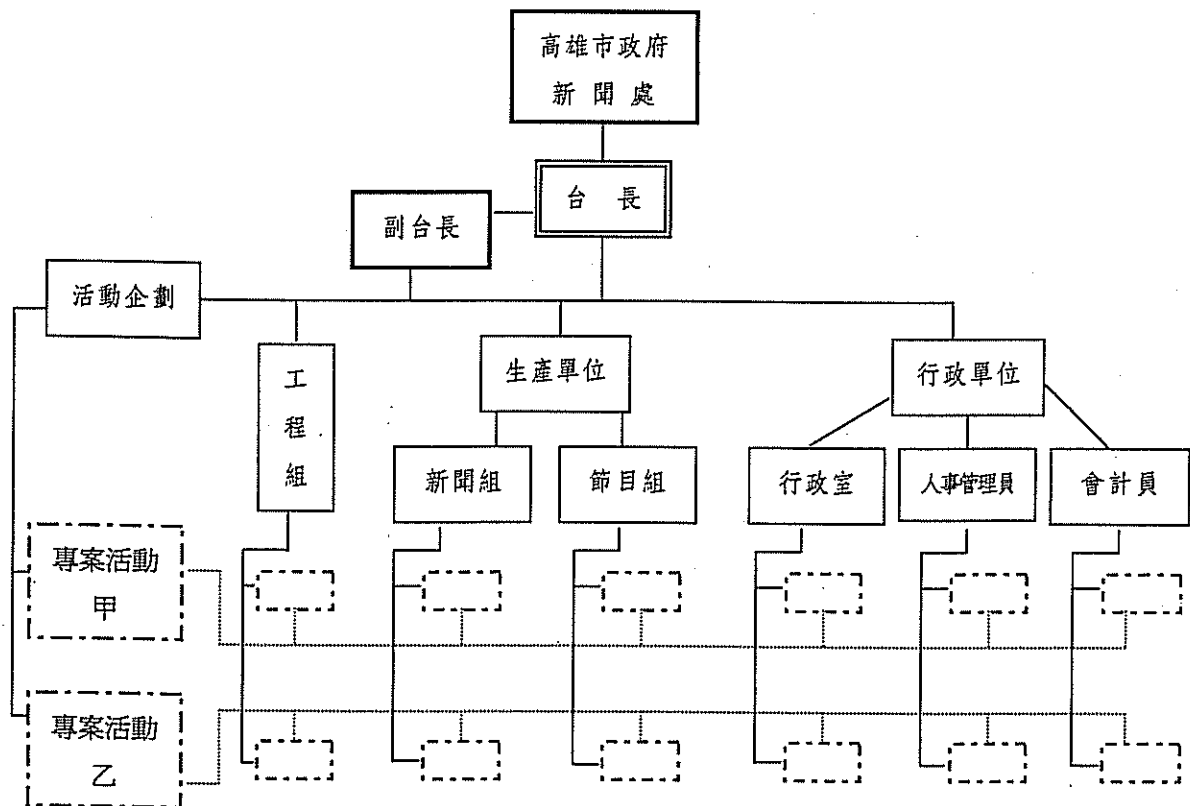 高雄市政府
新聞處
台長
副台長
活動企劃
工程組
生產單位
行政單位
新聞組
節目組
行政室
人事管理員
會計員
專案活動
甲
專案活動
乙